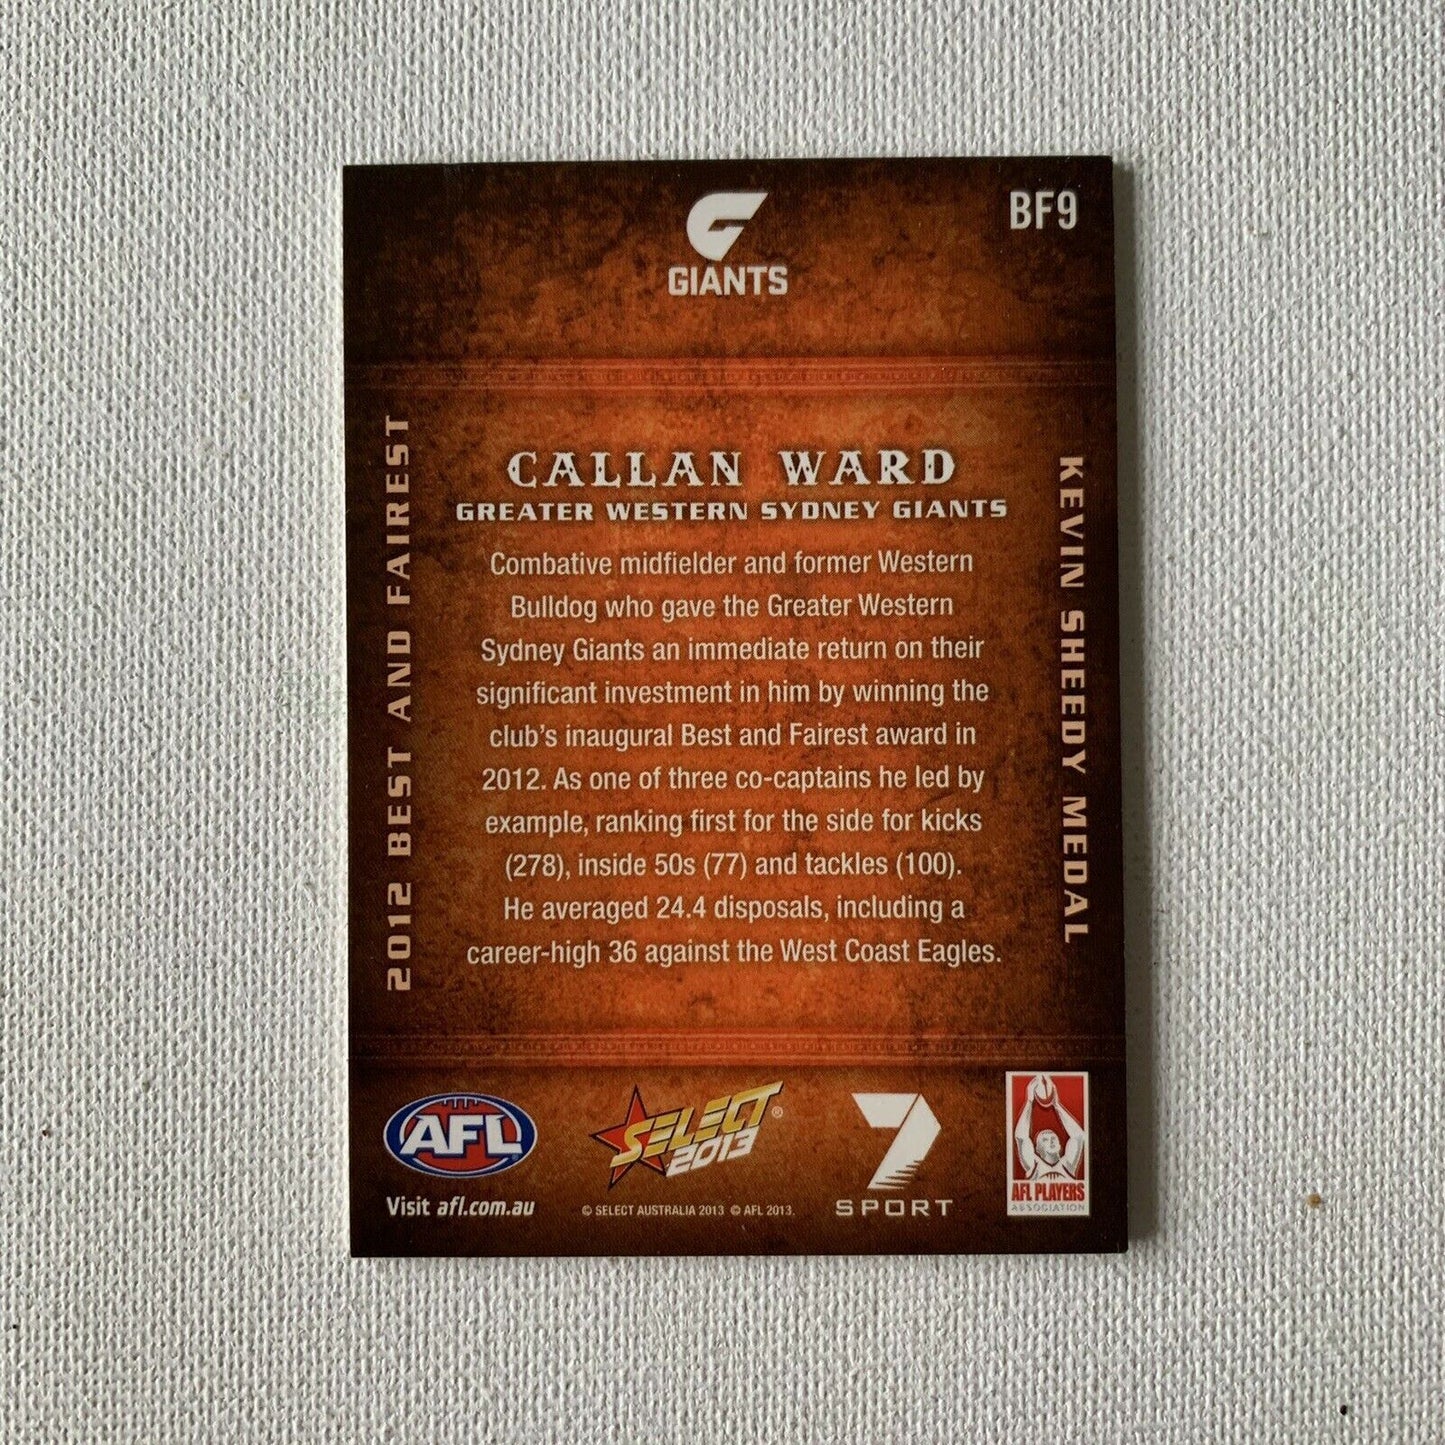 GIANTS
BF9
CALLAN WARD
GREATER WESTERN SYDNEY GIANTS
2012 BEST AND FAIREST
KEVIN SHEEDY MEDAL
Combative midfielder and former Western
Bulldog who gave the Greater Western
Sydney Giants an immediate return on their
significant investment in him by winning the
club's inaugural Best and Fairest award in
2012. As one of three co-captains he led by
example, ranking first for the side for kicks
(278), inside 50s (77) and tackles (100).
He averaged 24.4 disposals, including a
career-high 36 against the West Coast Eagles.
AFL
Visit afl.com.au
SELECT®
2013
© SELECT AUSTRALIA 2013 © AFL 2013.
7
SPORT
AFL PLAYERS
ASSOCIATION